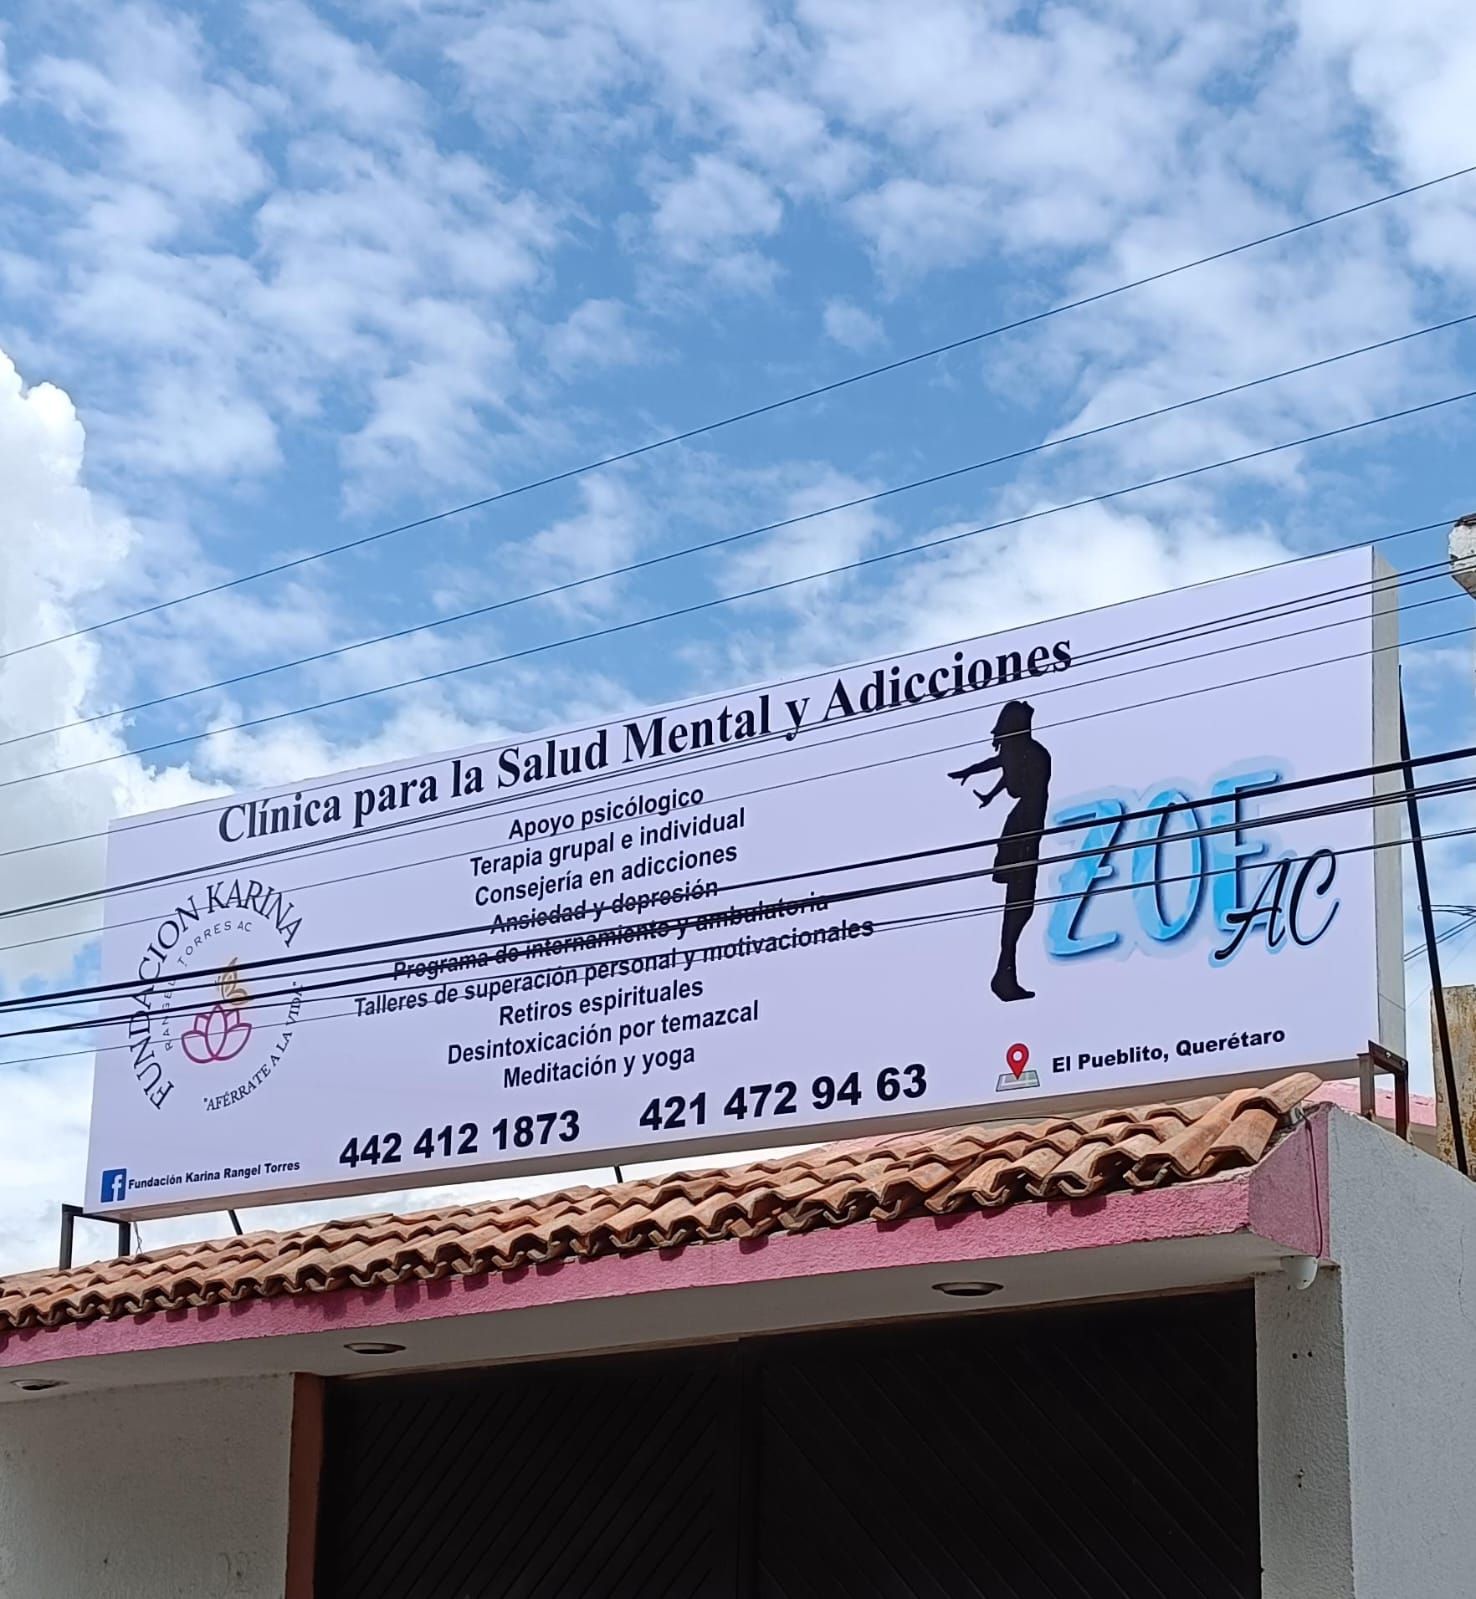 Clínica para la Salud Mental y Adicciones
FUNDACION KARINA
RANGEL TORRES AC
"AFÉRRATE A LA VIDA"
Apoyo psicólogico
Terapia grupal e individual
Consejería en adicciones
Ansiedad y depresión
Programa de internamiento y ambulatoria
Talleres de superación personal y motivacionales
Retiros espirituales
Desintoxicación por temazcal
Meditación y yoga
ZOE
AC
442 412 1873 421 472 94 63
El Pueblito, Querétaro
f Fundación Karina Rangel Torres